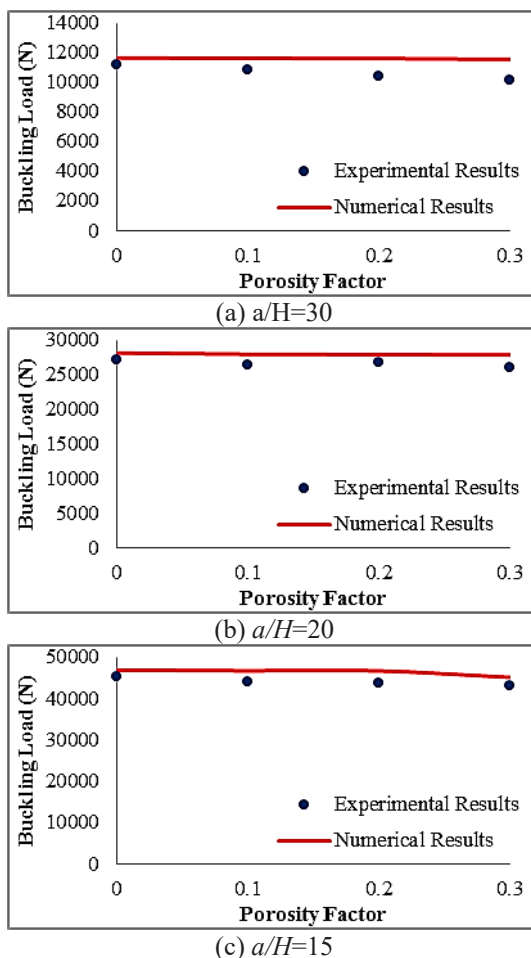 14000
12000
10000
8000
6000
4000
2000
0
Buckling Load (N)
Experimental Results
Numerical Results
0 0.1 0.2 0.3
Porosity Factor
(a) a/H=30
30000
25000
20000
15000
10000
5000
0
Buckling Load (N)
Experimental Results
Numerical Results
0 0.1 0.2 0.3
Porosity Factor
(b) a/H=20
50000
40000
30000
20000
10000
0
Buckling Load (N)
Experimental Results
Numerical Results
0 0.1 0.2 0.3
Porosity Factor
(c) a/H=15